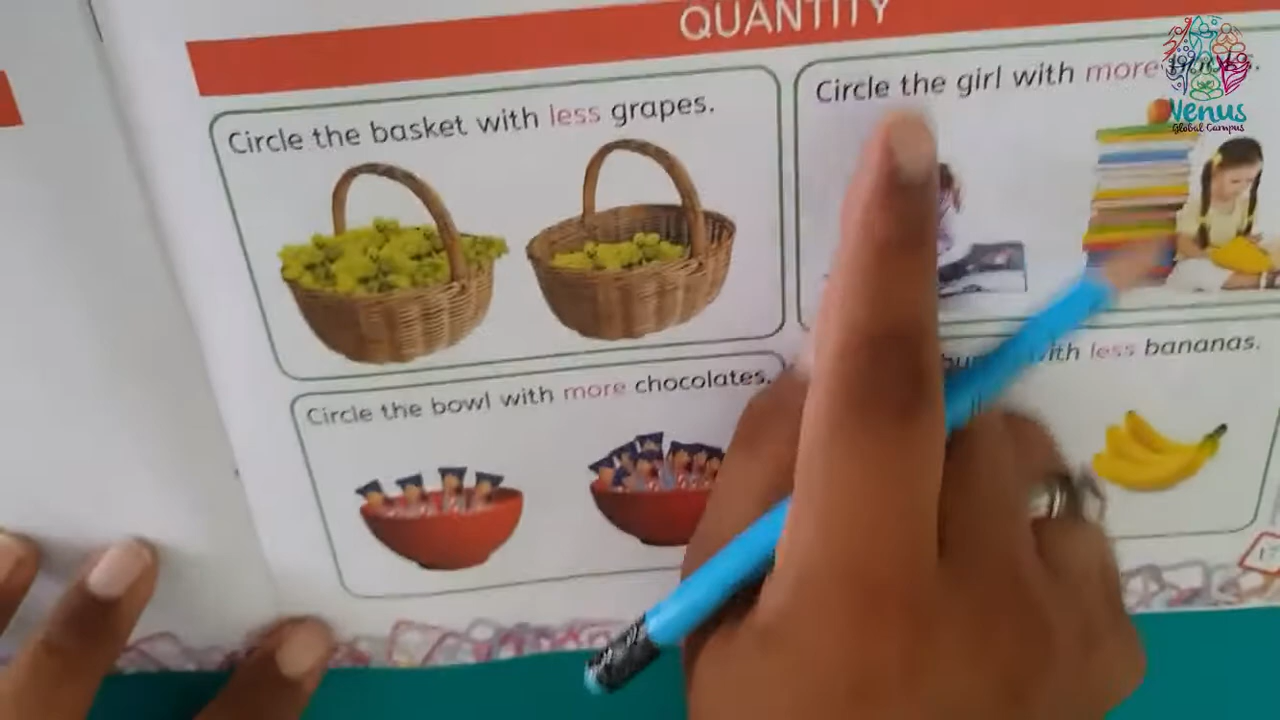 QUANTITY
Circle the basket with less grapes.
Circle the girl with more
Circle the bowl with more chocolates.
with less bananas.
17
Venus
Global Campus